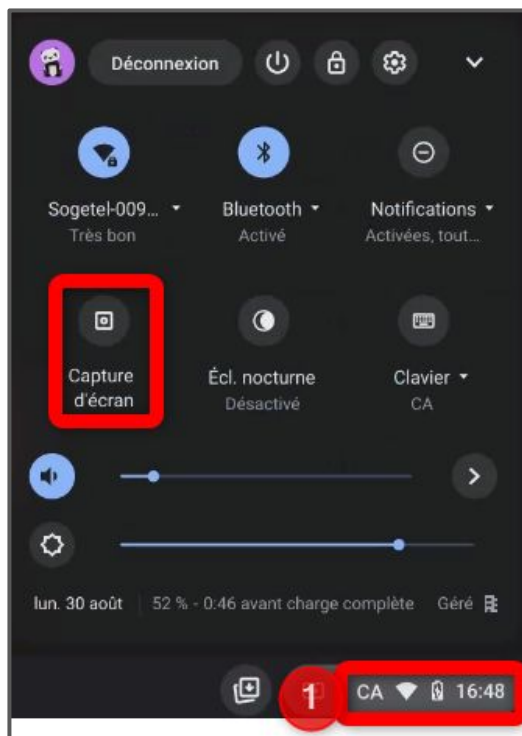 Déconnexion
Sogetel-009... Bluetooth Notifications
Très bon Activé Activées, tout...
Capture Écl. nocturne Clavier
d'écran Désactivé CA
lun. 30 août 52 % - 0:46 avant charge complète Géré
1 CA 16:48